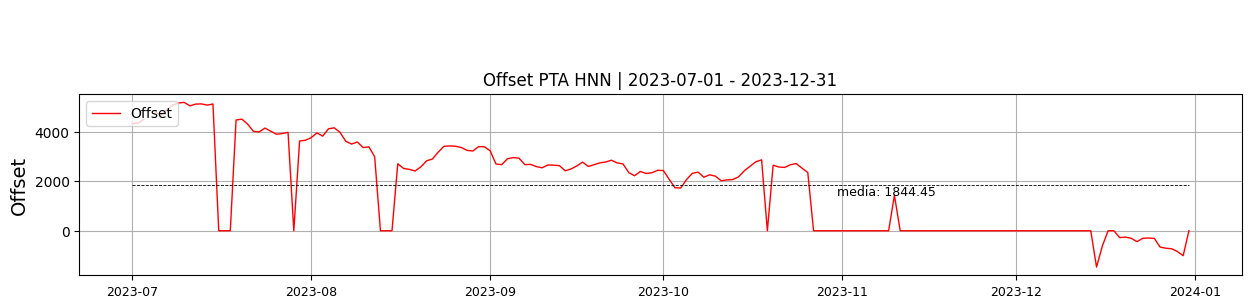 Offset PTA HNN | 2023-07-01 - 2023-12-31
Offset
4000
2000
0
Offset
media: 1844.45
2023-07 2023-08 2023-09 2023-10 2023-11 2023-12 2024-01